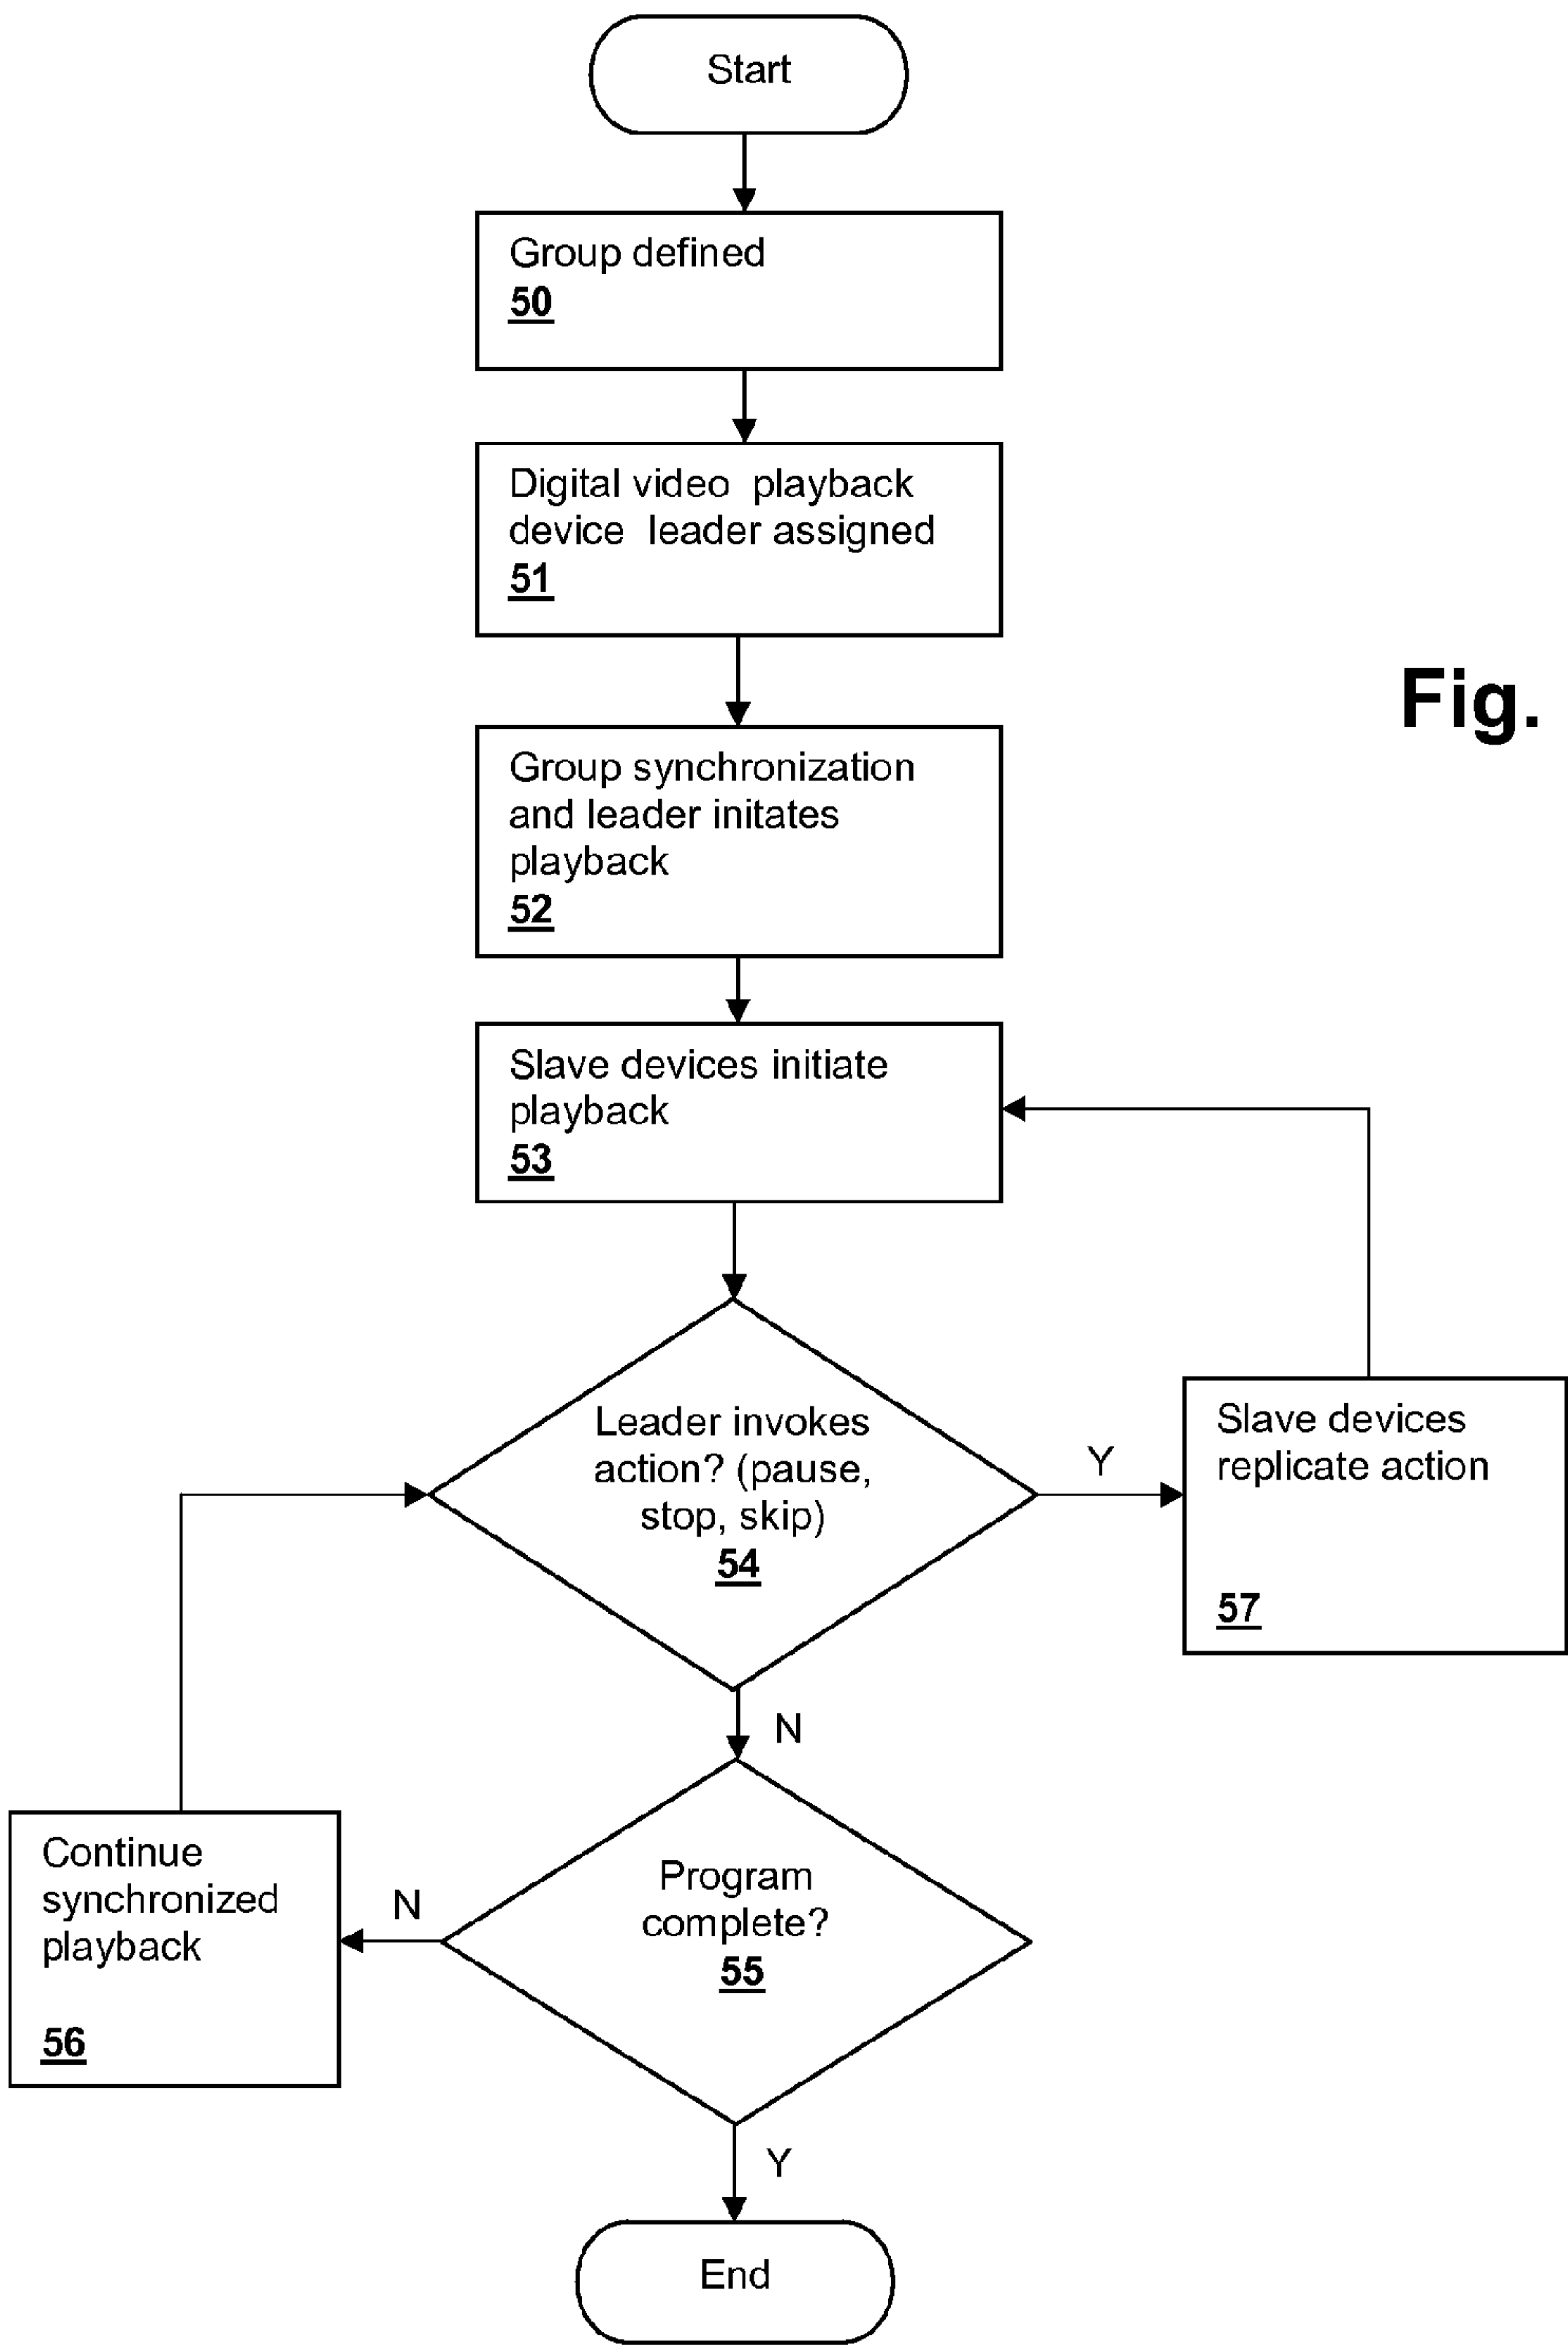 Start
Group defined
50
Digital video playback
device leader assigned
51
Fig.
Group synchronization
and leader initates
playback
52
Slave devices initiate
playback
53
Leader invokes
action? (pause,
stop, skip)
54
Y
Slave devices
replicate action
57
N
Program
complete?
55
N
Continue
synchronized
playback
56
Y
End